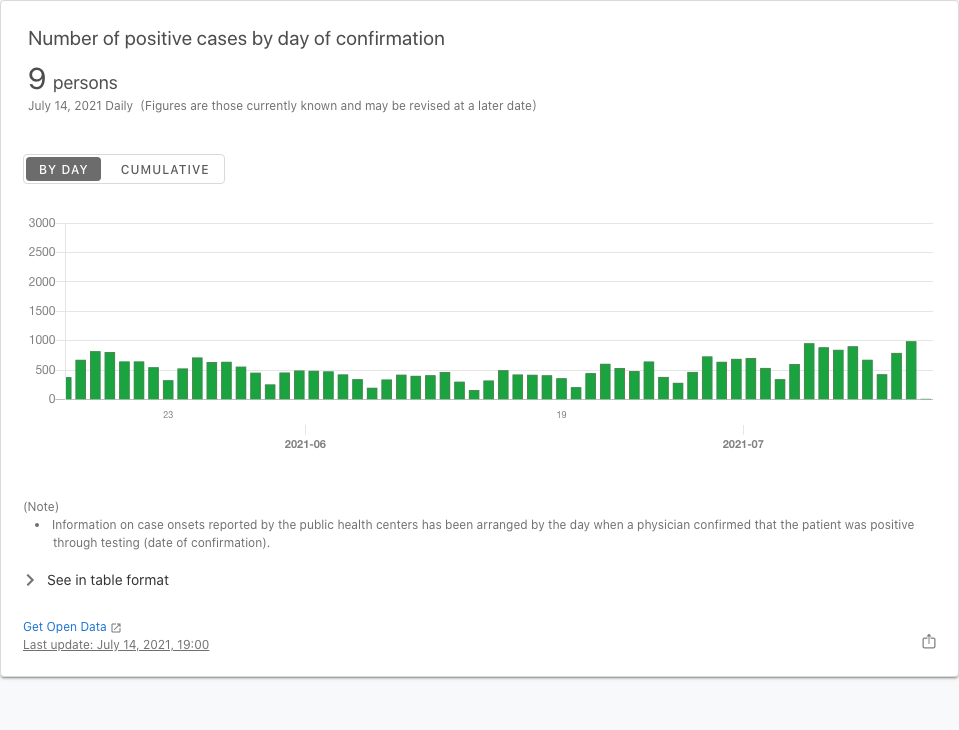 Number of positive cases by day of confirmation
9 persons
July 14, 2021 Daily (Figures are those currently known and may be revised at a later date)
BY DAY CUMULATIVE
3000
2500
2000
1500
1000
500
0
23 19
2021-06 2021-07
(Note)
• Information on case onsets reported by the public health centers has been arranged by the day when a physician confirmed that the patient was positive
through testing (date of confirmation).
See in table format
Get Open Data
Last update: July 14, 2021, 19:00